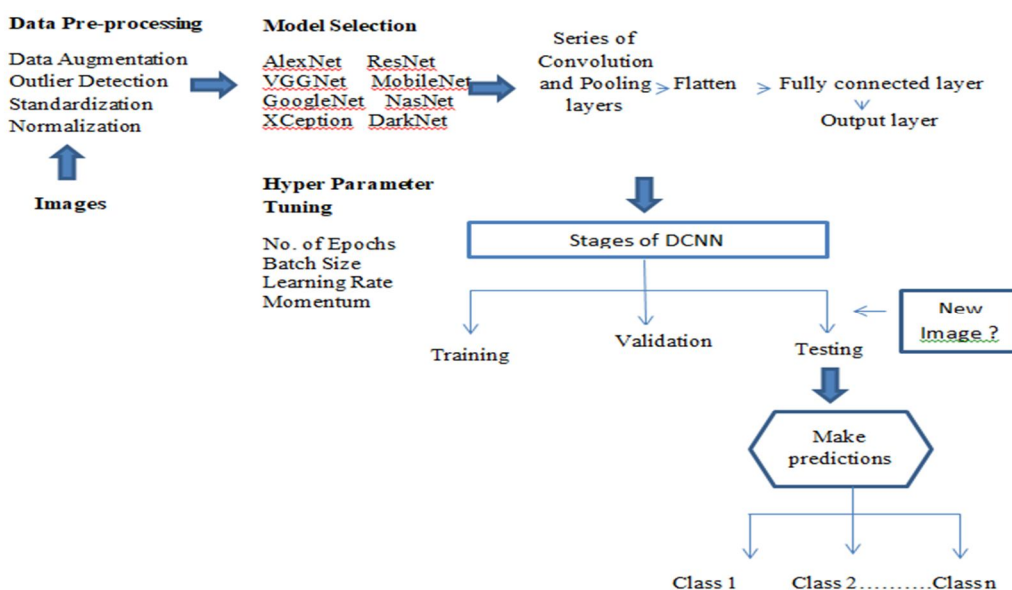 Data Pre-processing
Data Augmentation
Outlier Detection
Standardization
Normalization
Images
Model Selection
AlexNet ResNet
VGGNet MobileNet
GoogleNet NasNet
XCeption DarkNet
Hyper Parameter
Tuning
No. of Epochs
Batch Size
Learning Rate
Momentum
Series of
Convolution
and Pooling
layers
Flatten
Fully connected layer
Output layer
Stages of DCNN
Training
Validation
Testing
New
Image ?
Make
predictions
Class 1 Class 2..........Class n